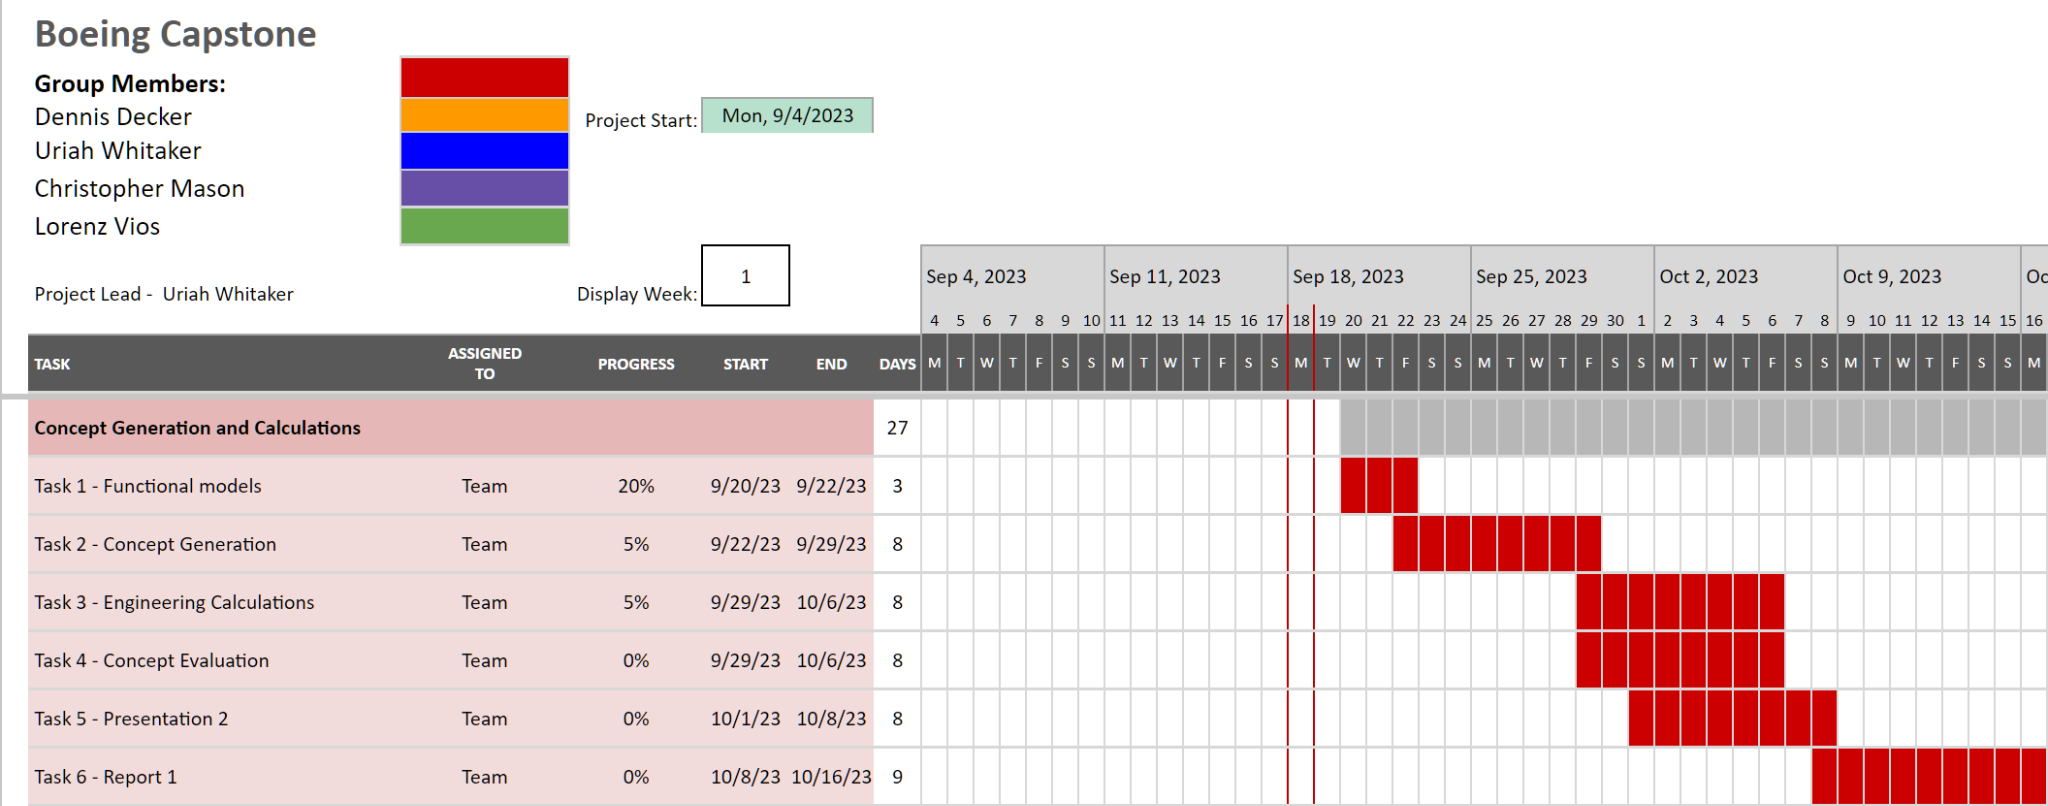 Boeing Capstone
Group Members:
Dennis Decker
Project Start: Mon, 9/4/2023
Uriah Whitaker
Christopher Mason
Lorenz Vios
Project Lead - Uriah Whitaker Display Week: 1
Sep 4, 2023 Sep 11, 2023 Sep 18, 2023 Sep 25, 2023 Oct 2, 2023 Oct 9, 2023 Oc
4 5 6 7 8 9 10 11 12 13 14 15 16 17 18 19 20 21 22 23 24 25 26 27 28 29 30 1 2 3 4 5 6 7 8 9 10 11 12 13 14 15 16
TASK ASSIGNED TO PROGRESS START END DAYS M T W T F S S M T W T F S S M T W T F S S M T W T F S S M T W T F S S M T W T F S S M
Concept Generation and Calculations 27
Task 1 - Functional models Team 20% 9/20/23 9/22/23 3
Task 2 - Concept Generation Team 5% 9/22/23 9/29/23 8
Task 3 - Engineering Calculations Team 5% 9/29/23 10/6/23 8
Task 4 - Concept Evaluation Team 0% 9/29/23 10/6/23 8
Task 5 - Presentation 2 Team 0% 10/1/23 10/8/23 8
Task 6 - Report 1 Team 0% 10/8/23 10/16/23 9